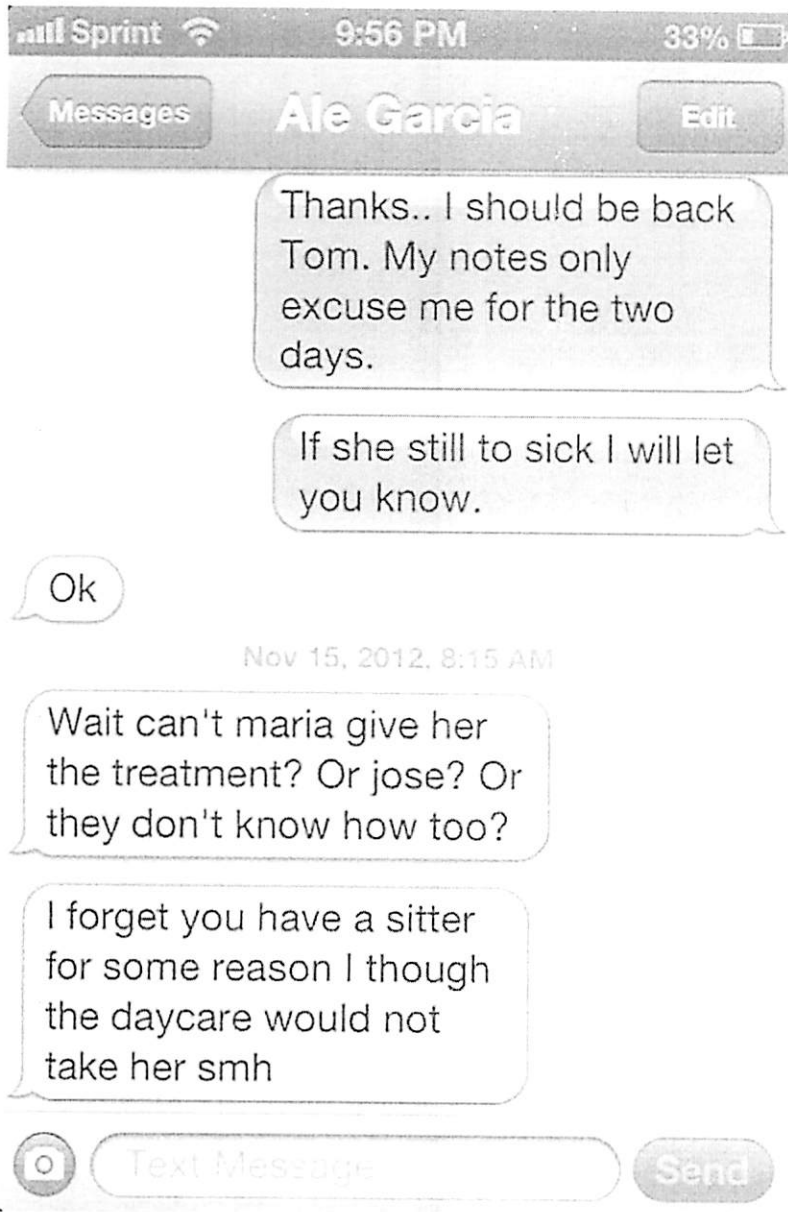 Sprint 9:56 PM 33%
Messages Ale Garcia Edit
Thanks.. I should be back
Tom. My notes only
excuse me for the two
days.
If she still to sick I will let
you know.
Ok
Nov 15, 2012, 8:15 AM
Wait can't maria give her
the treatment? Or jose? Or
they don't know how too?
I forget you have a sitter
for some reason I though
the daycare would not
take her smh
Text Message Send